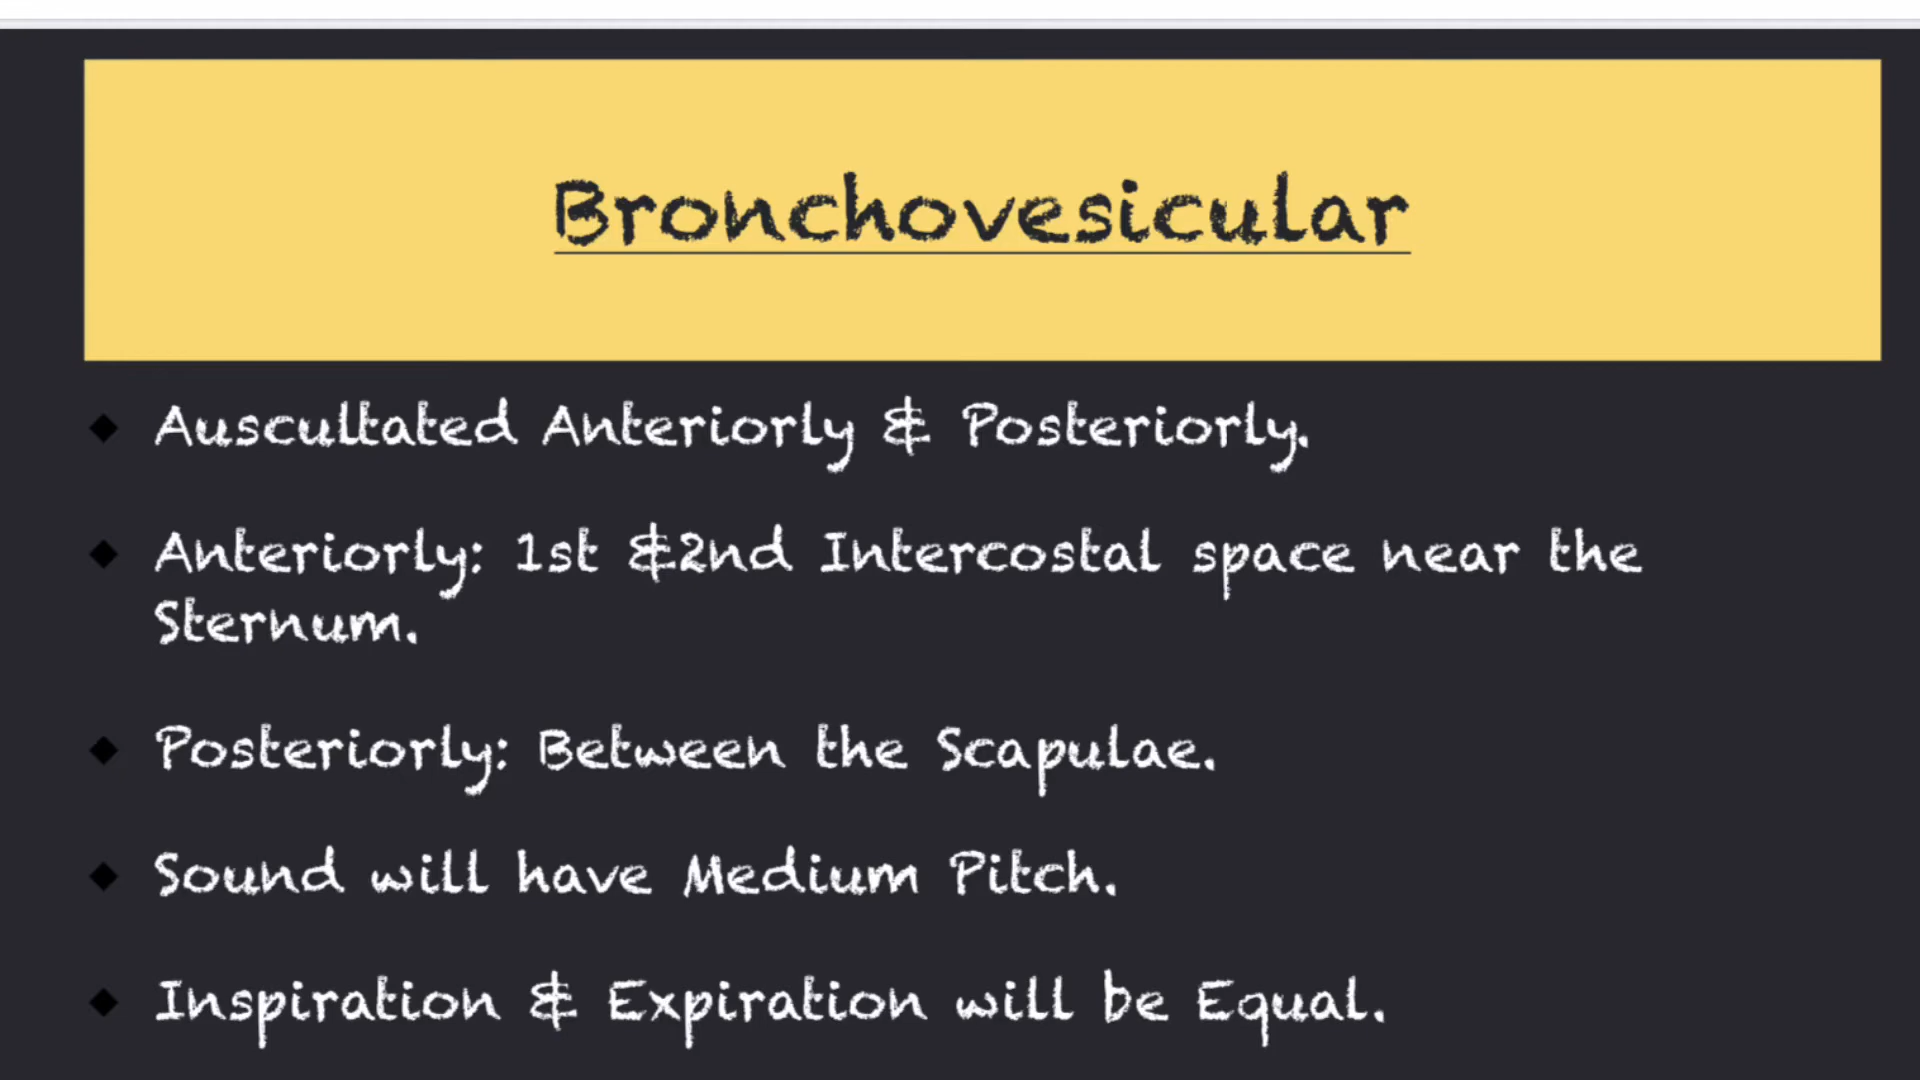 Bronchovesicular
Auscultated Anteriorly & Posteriorly.
Anteriorly: 1st &2nd Intercostal space near the
Sternum.
Posteriorly: Between the Scapulae.
Sound will have Medium Pitch.
Inspiration & Expiration will be Equal.